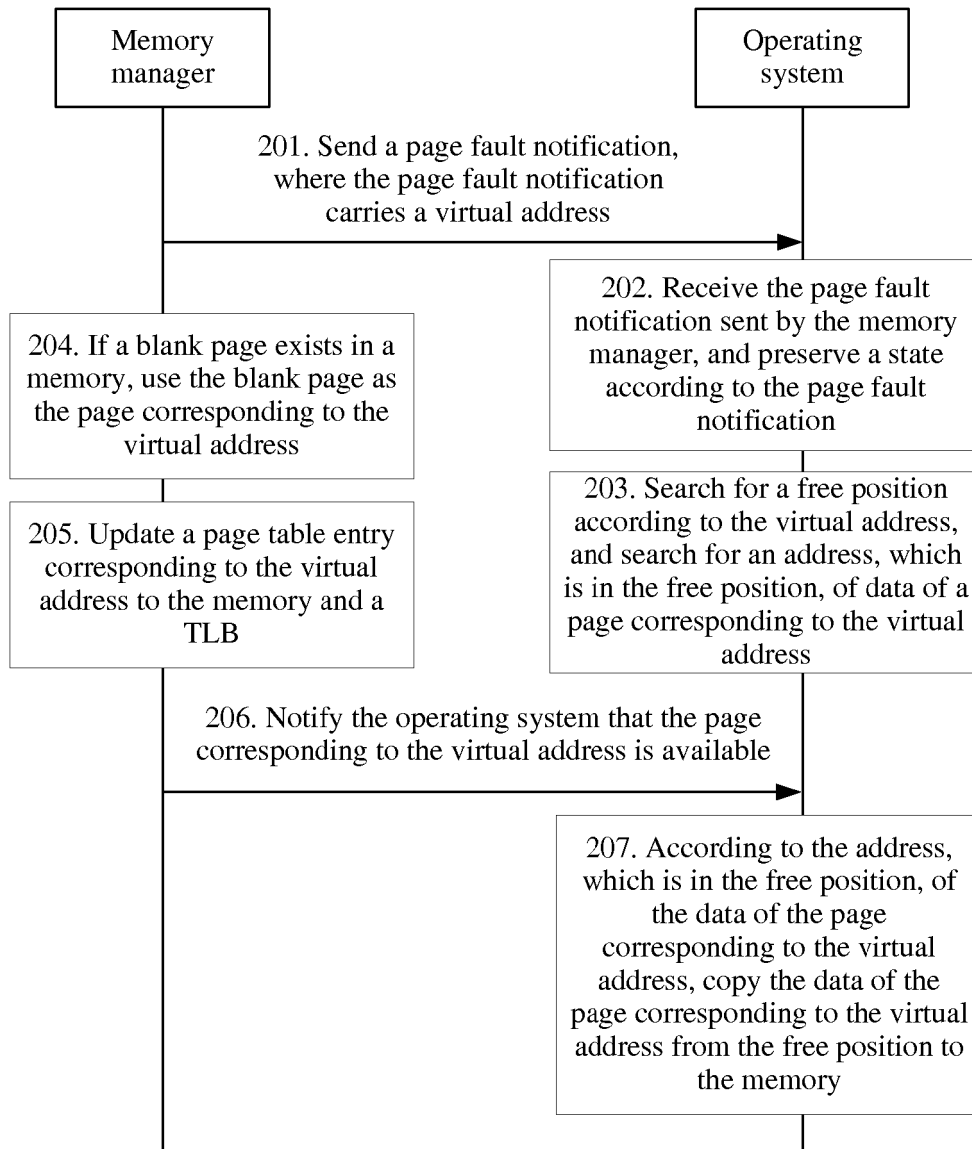 Memory
manager
Operating
system
201. Send a page fault notification,
where the page fault notification
carries a virtual address
202. Receive the page fault
notification sent by the memory
manager, and preserve a state
according to the page fault
notification
204. If a blank page exists in a
memory, use the blank page as
the page corresponding to the
virtual address
203. Search for a free position
according to the virtual address,
and search for an address, which
is in the free position, of data of a
page corresponding to the virtual
address
205. Update a page table entry
corresponding to the virtual
address to the memory and a
TLB
206. Notify the operating system that the page
corresponding to the virtual address is available
207. According to the address,
which is in the free position, of
the data of the page
corresponding to the virtual
address, copy the data of the
page corresponding to the virtual
address from the free position to
the memory